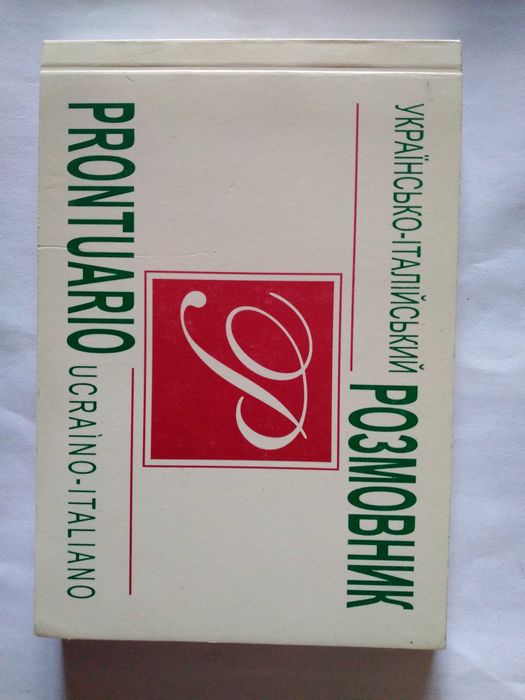 УКРАЇНСЬКО-ІТАЛІЙСЬКИЙ
РОЗМОВНИК
P
PRONTUARIO
UCRAÌNO-ITALIANO